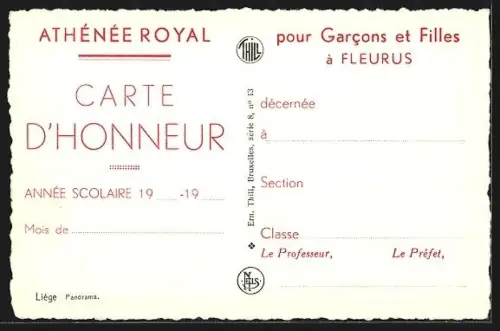 ATHÉNÉE ROYAL
CARTE
D'HONNEUR
ANNÉE SCOLAIRE 19 -19
Mois de
Liége Panorama.
THILL
Ern. Thill, Bruxelles, série 8, nº 13
NELS
pour Garçons et Filles
à FLEURUS
décernée
à
Section
Classe
Le Professeur, Le Préfet,